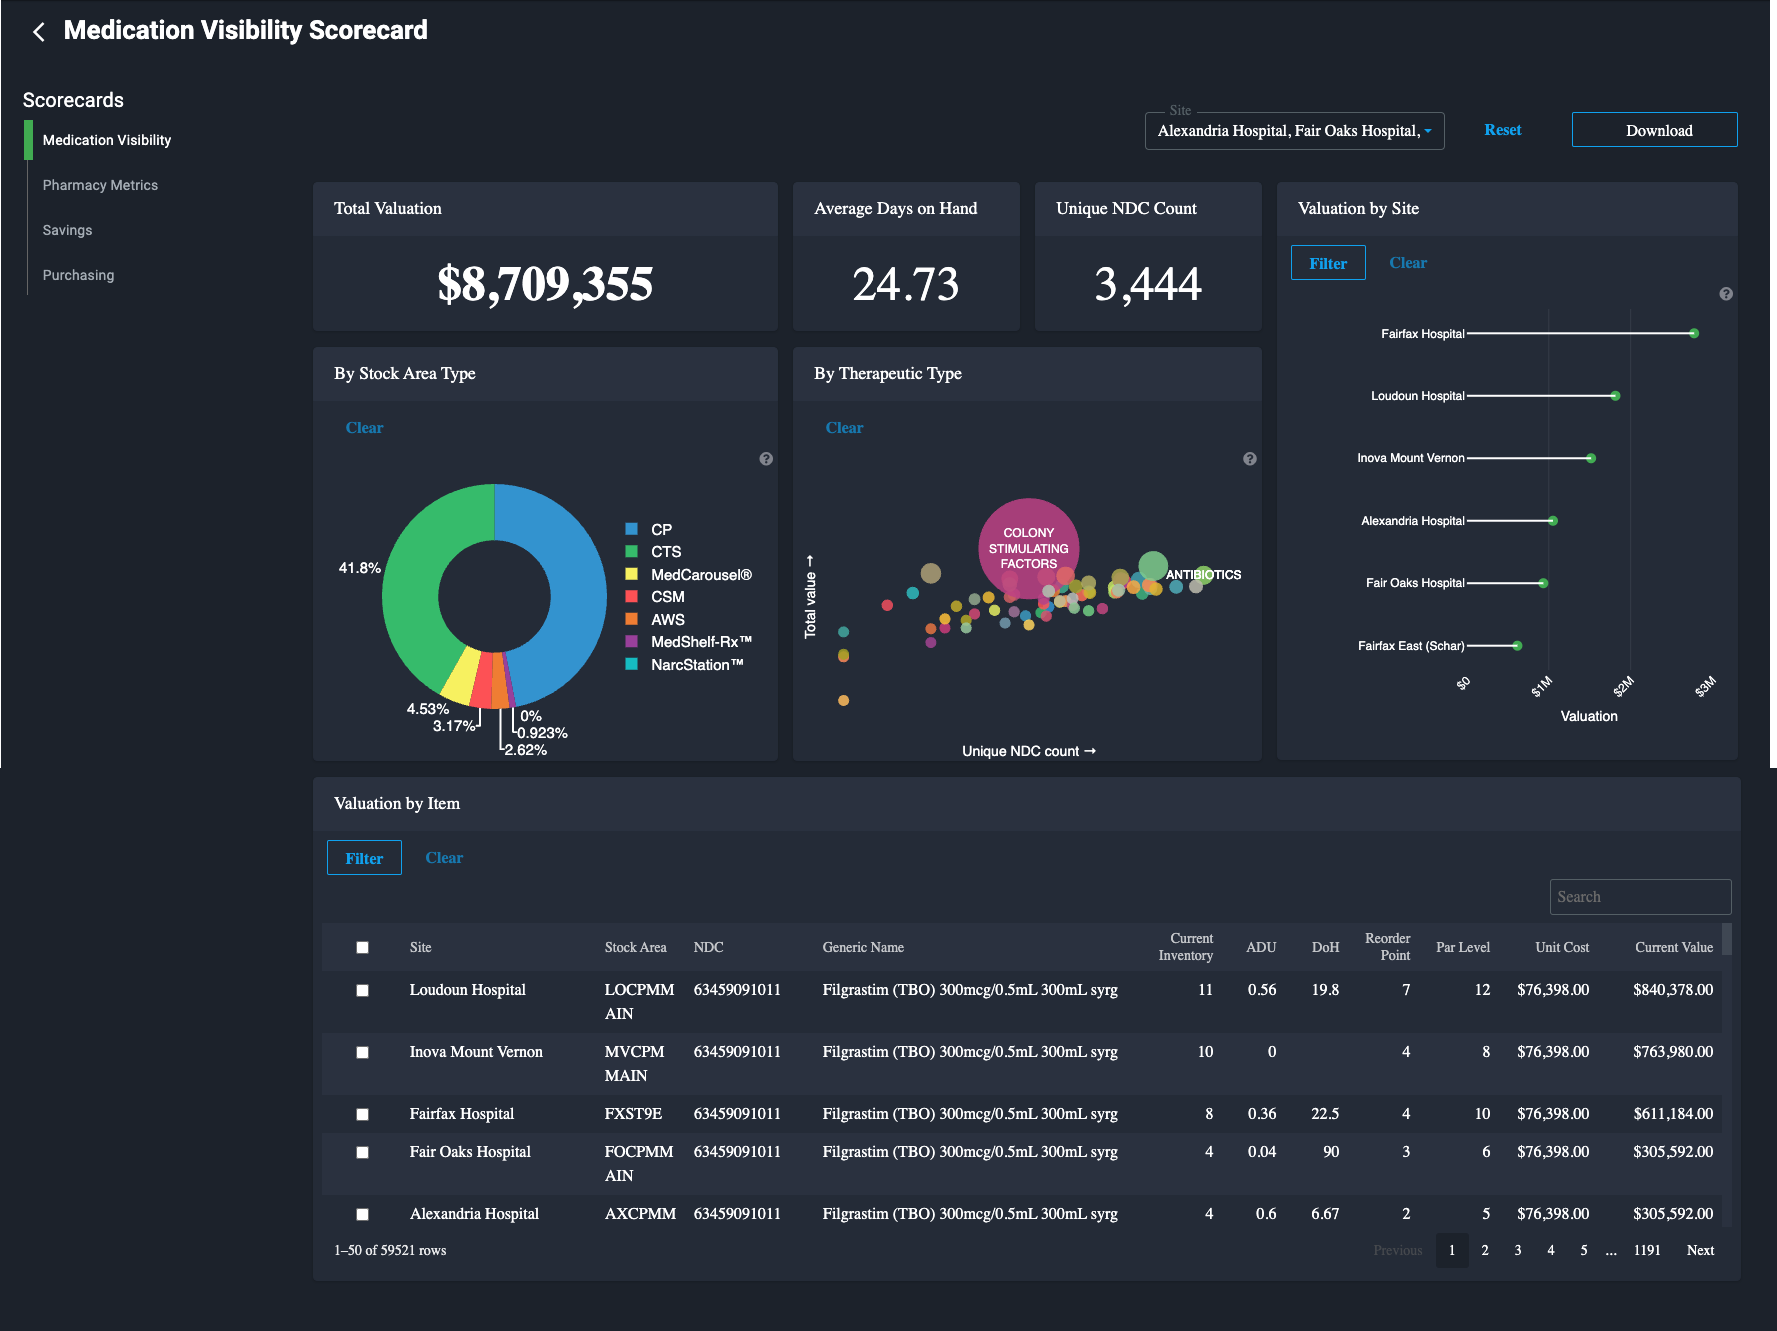 Medication Visibility Scorecard
Scorecards
Medication Visibility
Pharmacy Metrics
Savings
Purchasing
Site
Alexandria Hospital, Fair Oaks Hospital,
Reset
Download
Total Valuation
$8,709,355
Average Days on Hand
24.73
Unique NDC Count
3,444
Valuation by Site
Filter
Clear
?
Fairfax Hospital
Loudoun Hospital
Inova Mount Vernon
Alexandria Hospital
Fair Oaks Hospital
Fairfax East (Schar)
$0
$1M
$2M
$3M
Valuation
By Stock Area Type
Clear
?
41.8%
4.53%
3.17%
2.62%
0.923%
0%
CP
CTS
MedCarousel®
CSM
AWS
MedShelf-Rx™
NarcStation™
By Therapeutic Type
Clear
?
Total value →
COLONY
STIMULATING
FACTORS
ANTIBIOTICS
Unique NDC count →
Valuation by Item
Filter
Clear
Search
Site Stock Area NDC Generic Name Current Inventory ADU DoH Reorder Point Par Level Unit Cost Current Value
Loudoun Hospital LOCPMM 63459091011 Filgrastim (TBO) 300mcg/0.5mL 300mL syrg 11 0.56 19.8 7 12 $76,398.00 $840,378.00
AIN
Inova Mount Vernon MVCPM 63459091011 Filgrastim (TBO) 300mcg/0.5mL 300mL syrg 10 0 4 8 $76,398.00 $763,980.00
MAIN
Fairfax Hospital FXST9E 63459091011 Filgrastim (TBO) 300mcg/0.5mL 300mL syrg 8 0.36 22.5 4 10 $76,398.00 $611,184.00
Fair Oaks Hospital FOCPMM 63459091011 Filgrastim (TBO) 300mcg/0.5mL 300mL syrg 4 0.04 90 3 6 $76,398.00 $305,592.00
AIN
Alexandria Hospital AXCPMM 63459091011 Filgrastim (TBO) 300mcg/0.5mL 300mL syrg 4 0.6 6.67 2 5 $76,398.00 $305,592.00
1–50 of 59521 rows
Previous 1 2 3 4 5 ... 1191 Next